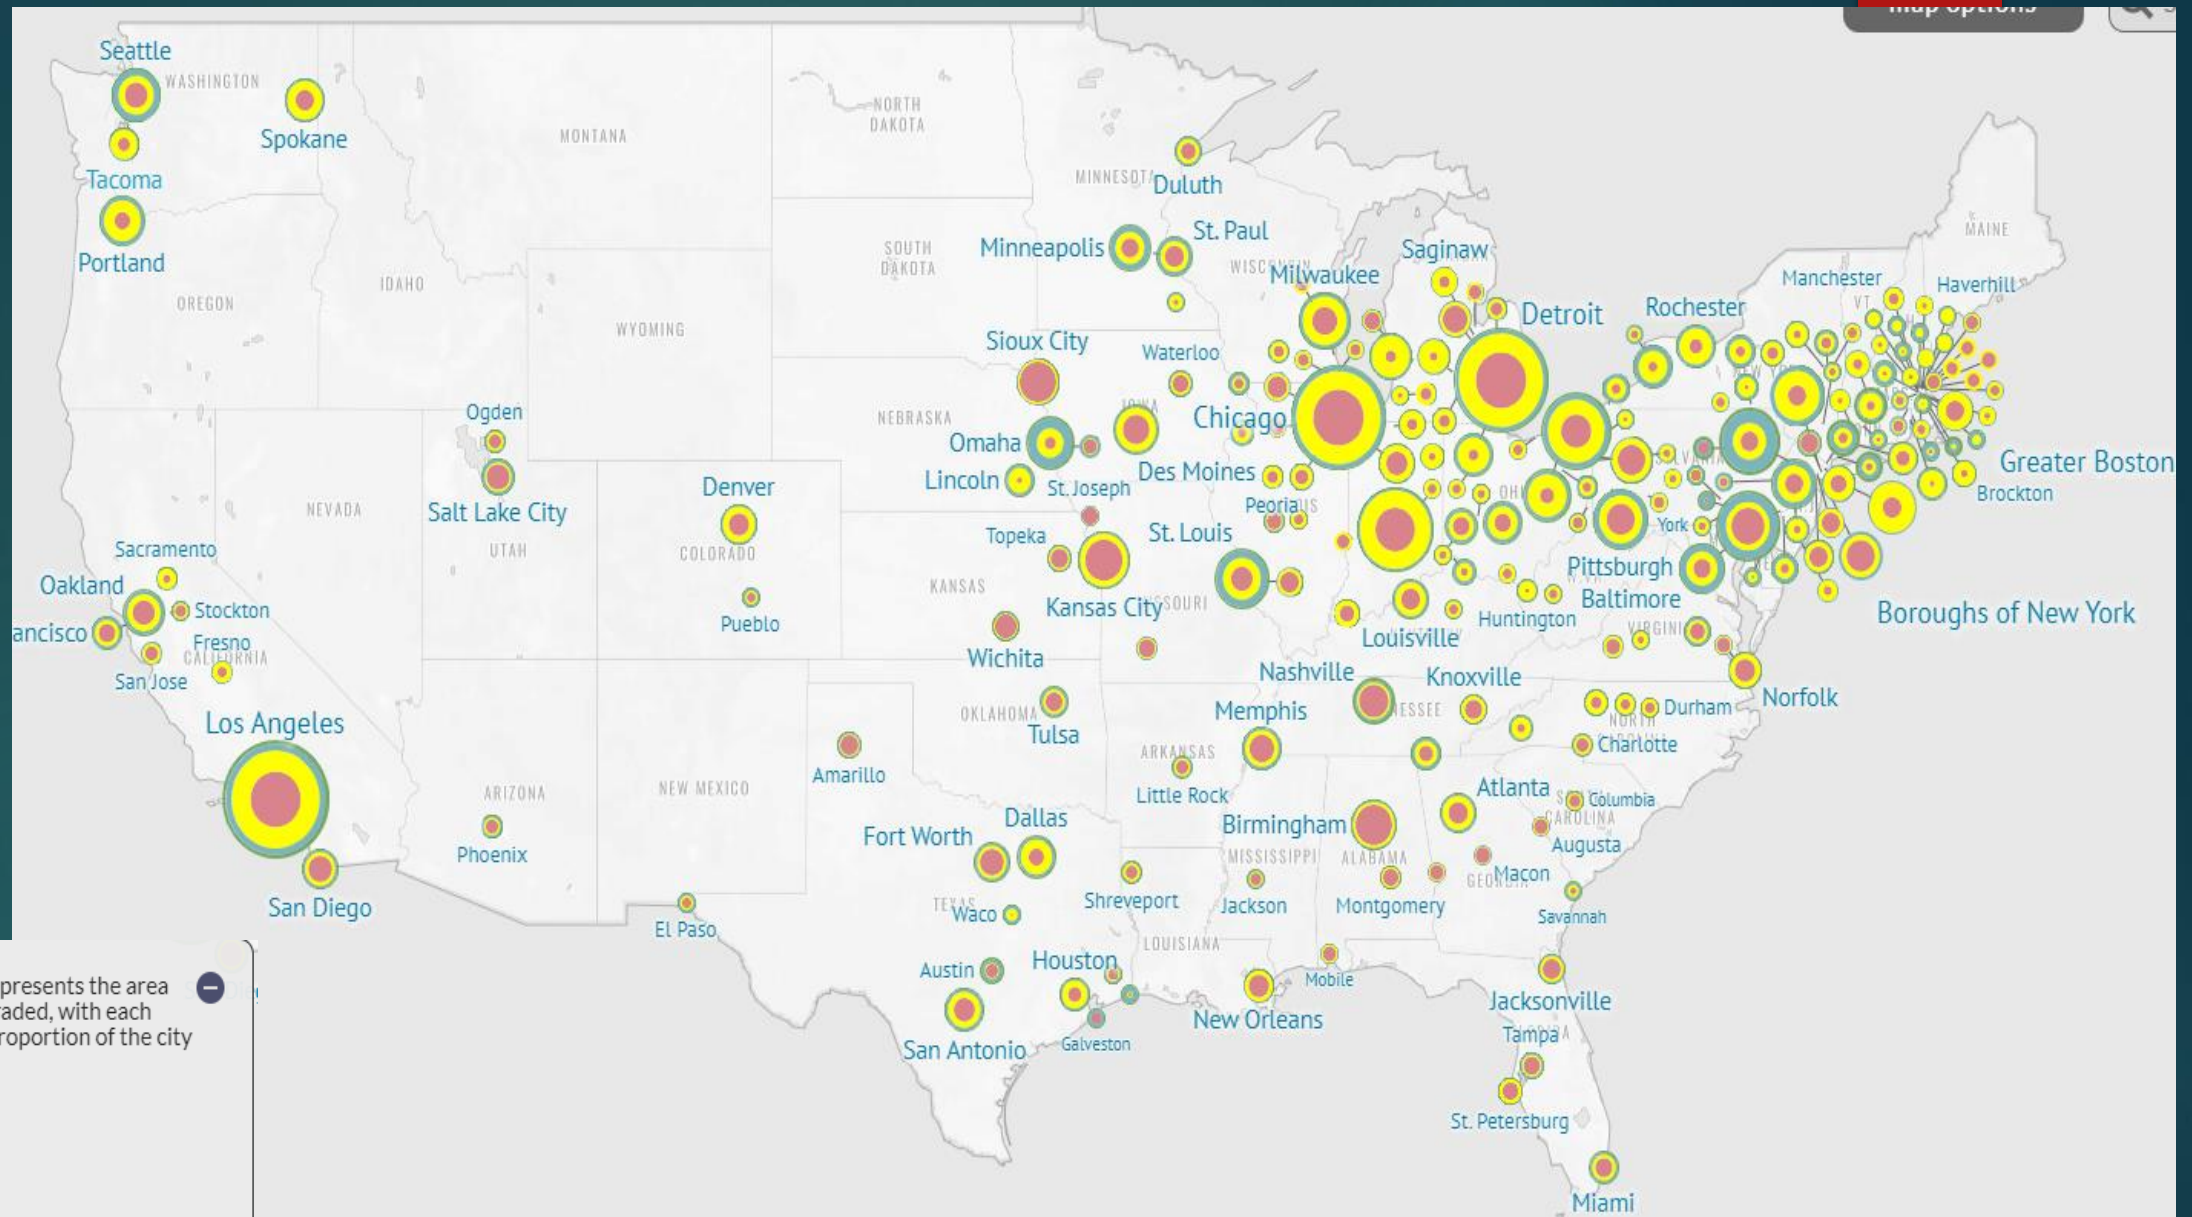 map options
Seattle
WASHINGTON
Spokane
Tacoma
Portland
OREGON
IDAHO
MONTANA
WYOMING
NORTH
DAKOTA
SOUTH
DAKOTA
MINNESOTA
Duluth
Minneapolis
St. Paul
Milwaukee
Saginaw
Detroit
Rochester
Manchester
VT
Haverhill
MAINE
Sioux City
Waterloo
NEBRASKA
IOWA
Omaha
Lincoln
Chicago
Des Moines
St. Joseph
Peoria
Greater Boston
Brockton
Ogden
Salt Lake City
UTAH
NEVADA
Denver
COLORADO
Pueblo
Sacramento
Oakland
Stockton
ancisco
Fresno
CALIFORNIA
San Jose
Los Angeles
San Diego
Topeka
KANSAS
Kansas City
St. Louis
Wichita
York
Pittsburgh
Baltimore
Huntington
Louisville
Boroughs of New York
Nashville
Knoxville
Durham
Norfolk
NORTH
Charlotte
Memphis
OKLAHOMA
Tulsa
ARKANSAS
Little Rock
Amarillo
NEW MEXICO
ARIZONA
Phoenix
Fort Worth
Dallas
Birmingham
Atlanta
Columbia
CAROLINA
Augusta
MISSISSIPPI
ALABAMA
Macon
Shreveport
Jackson
Montgomery
Savannah
TEXAS
Waco
El Paso
LOUISIANA
Austin
Houston
Mobile
San Antonio
Galveston
New Orleans
Jacksonville
Tampa
St. Petersburg
Miami
presents the area
raded, with each
roportion of the city